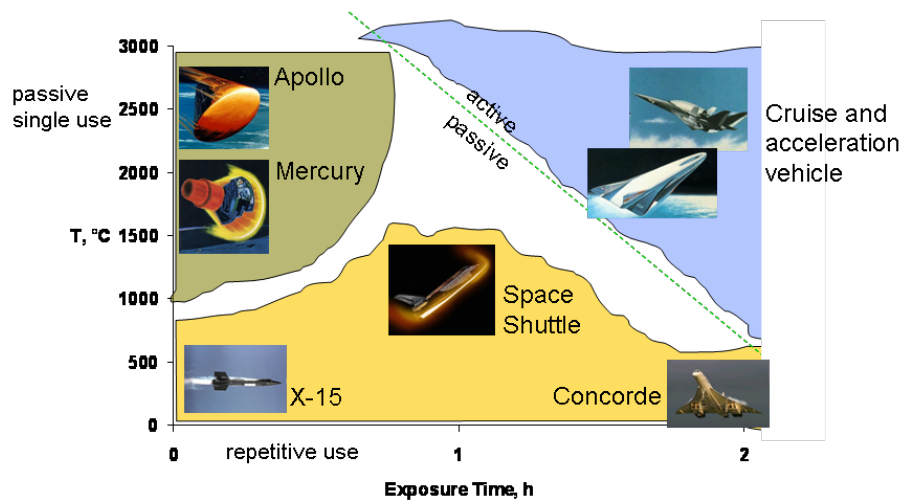 3000
Apollo
passive
single use
2500
active
passive
Cruise and
acceleration
vehicle
2000
Mercury
T, °C
1500
1000
Space
Shuttle
500
X-15
Concorde
0
0
repetitive use
1
2
Exposure Time, h